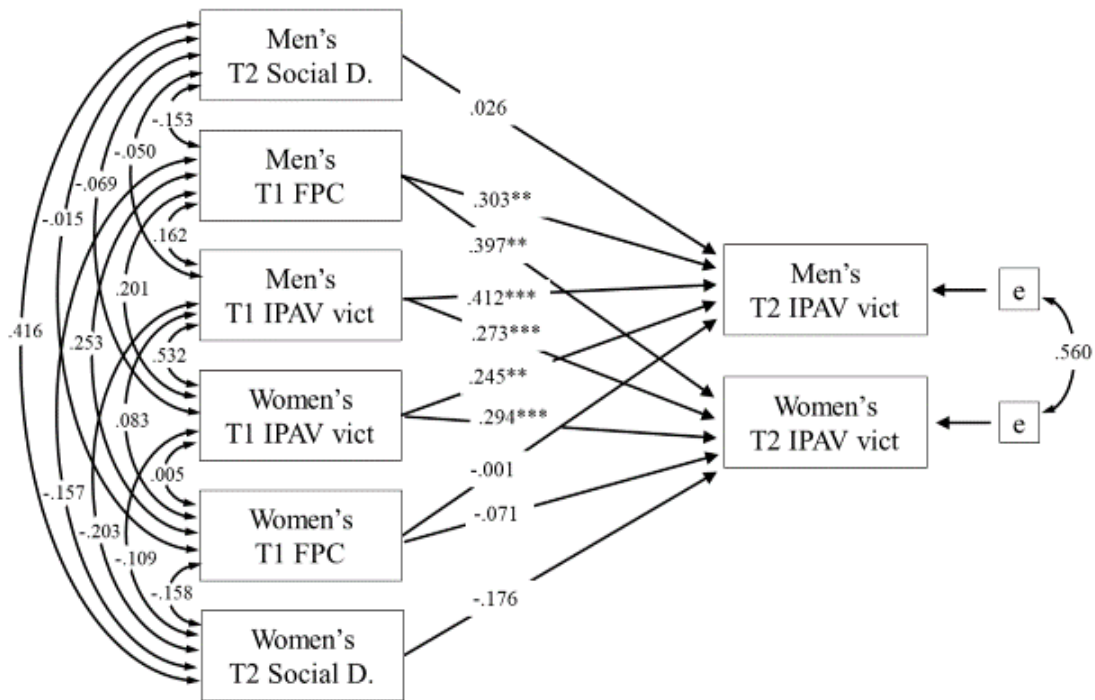 Men's
T2 Social D.
.026
-.153
-.050
Men's
T1 FPC
-.069
.303**
-.015
.397**
.162
Men's
T1 IPAV vict
Men's
T2 IPAV vict
e
.201
.412***
.416
.253
.273***
.532
.560
.245**
Women's
T1 IPAV vict
Women's
T2 IPAV vict
e
.083
.294***
.005
-.001
-.157
-.071
Women's
T1 FPC
-.203
-.109
-.158
-.176
Women's
T2 Social D.